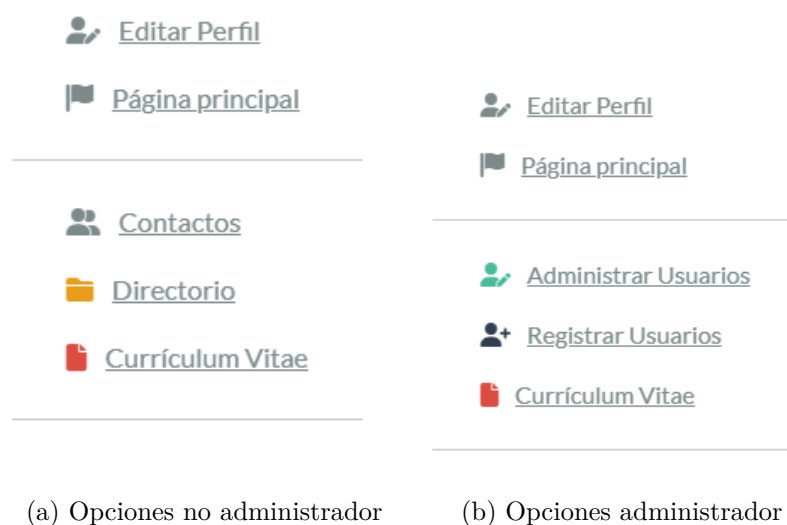 Editar Perfil
Página principal
Contactos
Directorio
Currículum Vitae
(a) Opciones no administrador
Editar Perfil
Página principal
Administrar Usuarios
Registrar Usuarios
Currículum Vitae
(b) Opciones administrador